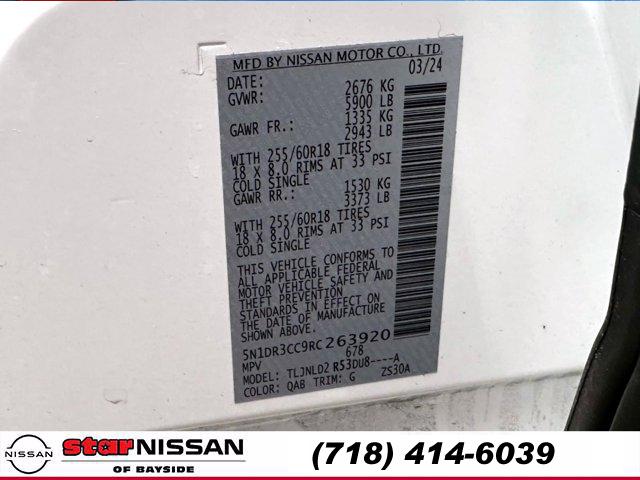 MFD BY NISSAN MOTOR CO., LTD.
DATE: 03/24
GVWR: 2676 KG
5900 LB
GAWR FR.: 1335 KG
2943 LB
WITH 255/60R18 TIRES
18 X 8.0 RIMS AT 33 PSI
COLD SINGLE
GAWR RR.: 1530 KG
3373 LB
WITH 255/60R18 TIRES
18 X 8.0 RIMS AT 33 PSI
COLD SINGLE
THIS VEHICLE CONFORMS TO
ALL APPLICABLE FEDERAL
MOTOR VEHICLE SAFETY AND
THEFT PREVENTION
STANDARDS IN EFFECT ON
THE DATE OF MANUFACTURE
SHOWN ABOVE.
5N1DR3CC9RC263920
MPV 678
MODEL: TLJNLD2 R53DU8----A
COLOR: QAB TRIM: G ZS30A
NISSAN
star NISSAN
OF BAYSIDE
(718) 414-6039